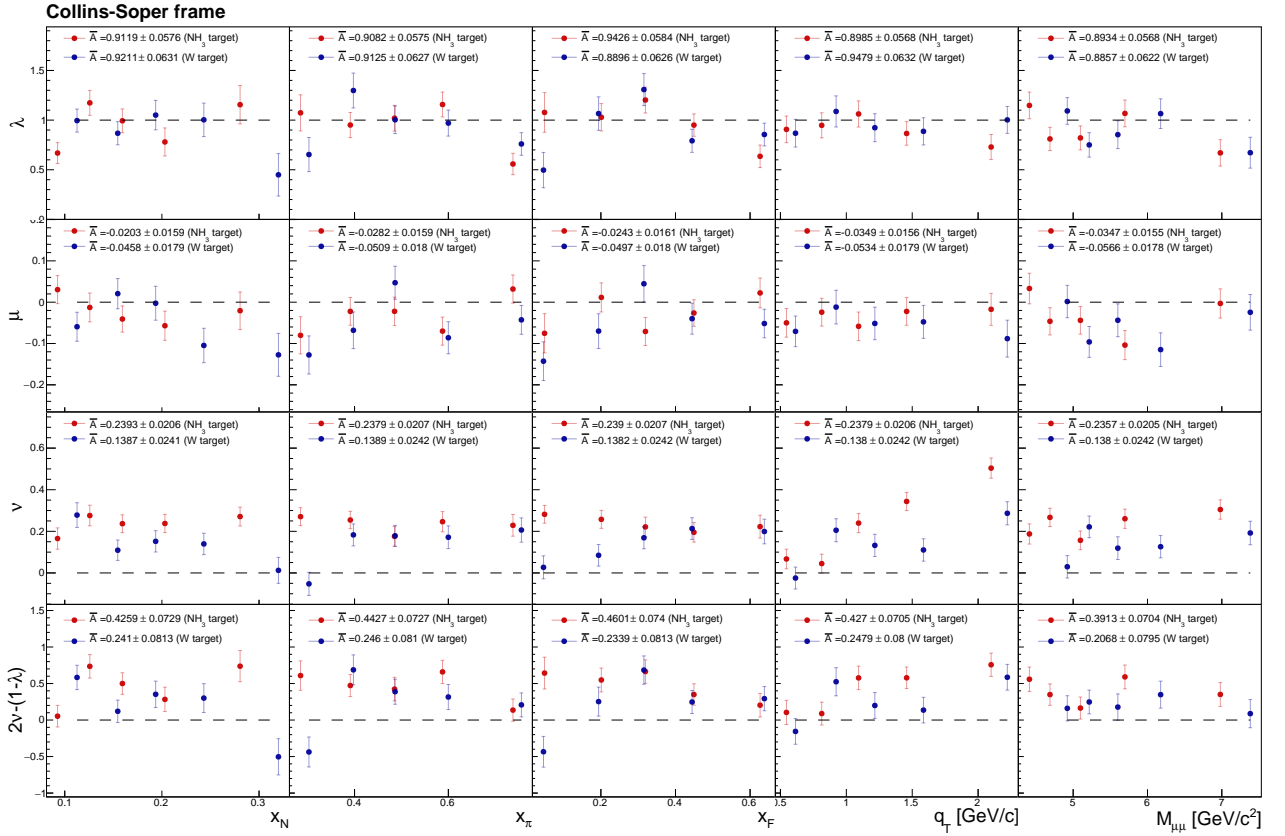 Collins-Soper frame
A =0.9119 ± 0.0576 (NH3 target)
A =0.9211 ± 0.0631 (W target)
A =0.9082 ± 0.0575 (NH3 target)
A =0.9125 ± 0.0627 (W target)
A =0.9426 ± 0.0584 (NH3 target)
A =0.8896 ± 0.0626 (W target)
A =0.8985 ± 0.0568 (NH3 target)
A =0.9479 ± 0.0632 (W target)
A =0.8934 ± 0.0568 (NH3 target)
A =0.8857 ± 0.0622 (W target)
1.5
1
0.5
λ
A =-0.0203 ± 0.0159 (NH3 target)
A =-0.0458 ± 0.0179 (W target)
A =-0.0282 ± 0.0159 (NH3 target)
A =-0.0509 ± 0.018 (W target)
A =-0.0243 ± 0.0161 (NH3 target)
A =-0.0497 ± 0.018 (W target)
A =-0.0349 ± 0.0156 (NH3 target)
A =-0.0534 ± 0.0179 (W target)
A =-0.0347 ± 0.0155 (NH3 target)
A =-0.0566 ± 0.0178 (W target)
0.2
0.1
0
−0.1
−0.2
μ
A =0.2393 ± 0.0206 (NH3 target)
A =0.1387 ± 0.0241 (W target)
A =0.2379 ± 0.0207 (NH3 target)
A =0.1389 ± 0.0242 (W target)
A =0.239 ± 0.0207 (NH3 target)
A =0.1382 ± 0.0242 (W target)
A =0.2379 ± 0.0206 (NH3 target)
A =0.138 ± 0.0242 (W target)
A =0.2357 ± 0.0205 (NH3 target)
A =0.138 ± 0.0242 (W target)
0.6
0.4
0.2
0
ν
A =0.4259 ± 0.0729 (NH3 target)
A =0.241 ± 0.0813 (W target)
A =0.4427 ± 0.0727 (NH3 target)
A =0.246 ± 0.081 (W target)
A =0.4601 ± 0.074 (NH3 target)
A =0.2339 ± 0.0813 (W target)
A =0.427 ± 0.0705 (NH3 target)
A =0.2479 ± 0.08 (W target)
A =0.3913 ± 0.0704 (NH3 target)
A =0.2068 ± 0.0795 (W target)
1.5
1
0.5
0
−0.5
−1
2ν-(1-λ)
0.1 0.2 0.3
0.4 0.6
0.2 0.4 0.6
0.5 1 1.5 2
5 6 7
xN
xπ
xF
qT [GeV/c]
Mμμ [GeV/c²]